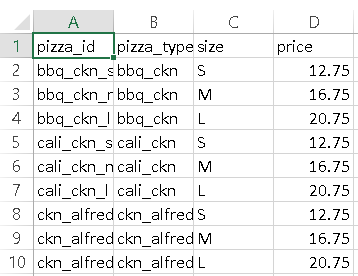 A B C D
1 pizza_id pizza_type size price
2 bbq_ckn_s bbq_ckn S 12.75
3 bbq_ckn_m bbq_ckn M 16.75
4 bbq_ckn_l bbq_ckn L 20.75
5 cali_ckn_s cali_ckn S 12.75
6 cali_ckn_m cali_ckn M 16.75
7 cali_ckn_l cali_ckn L 20.75
8 ckn_alfred ckn_alfred S 12.75
9 ckn_alfred ckn_alfred M 16.75
10 ckn_alfred ckn_alfred L 20.75